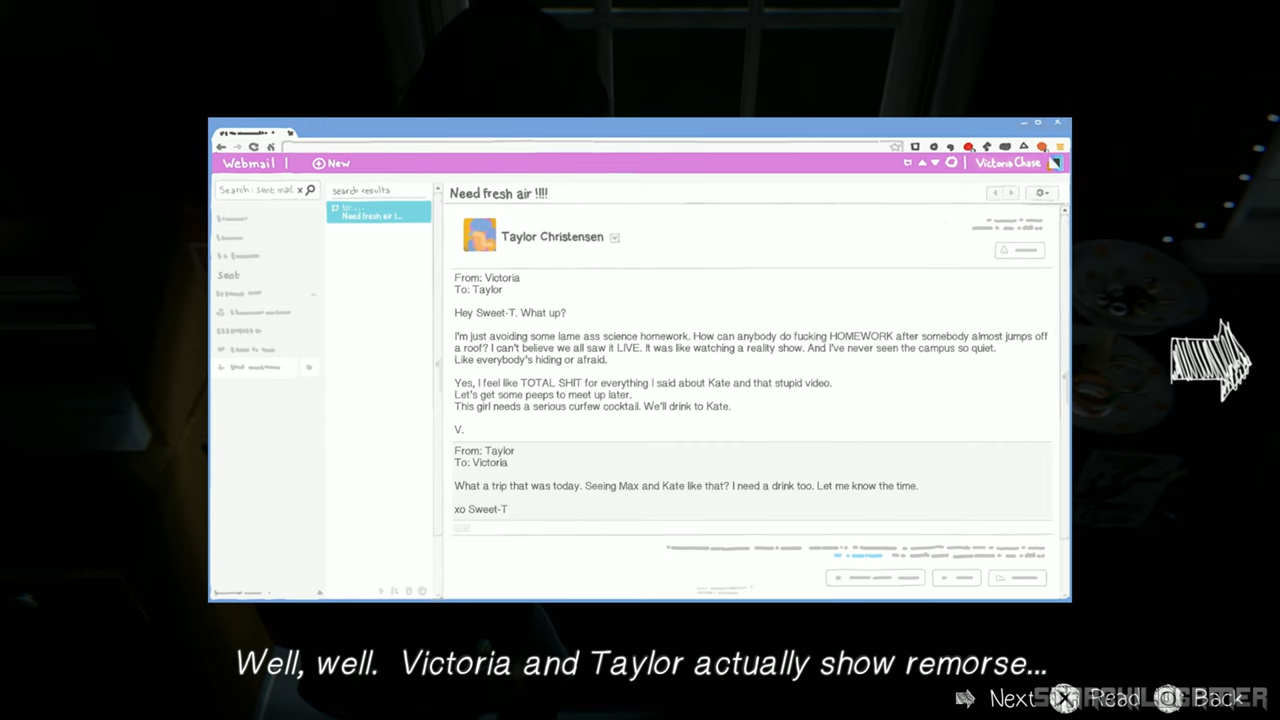 Webmail | New
Victoria Chase
Search: sent mail x
search results
Need fresh air !!!!
to:....
Need fresh air !...
Taylor Christensen
Sent
From: Victoria
To: Taylor
Hey Sweet-T. What up?
I'm just avoiding some lame ass science homework. How can anybody do fucking HOMEWORK after somebody almost jumps off
a roof? I can't believe we all saw it LIVE. It was like watching a reality show. And I've never seen the campus so quiet.
Like everybody's hiding or afraid.
Yes, I feel like TOTAL SHIT for everything I said about Kate and that stupid video.
Let's get some peeps to meet up later.
This girl needs a serious curfew cocktail. We'll drink to Kate.
V.
From: Taylor
To: Victoria
What a trip that was today. Seeing Max and Kate like that? I need a drink too. Let me know the time.
xo Sweet-T
Well, well. Victoria and Taylor actually show remorse...
Next Read Back